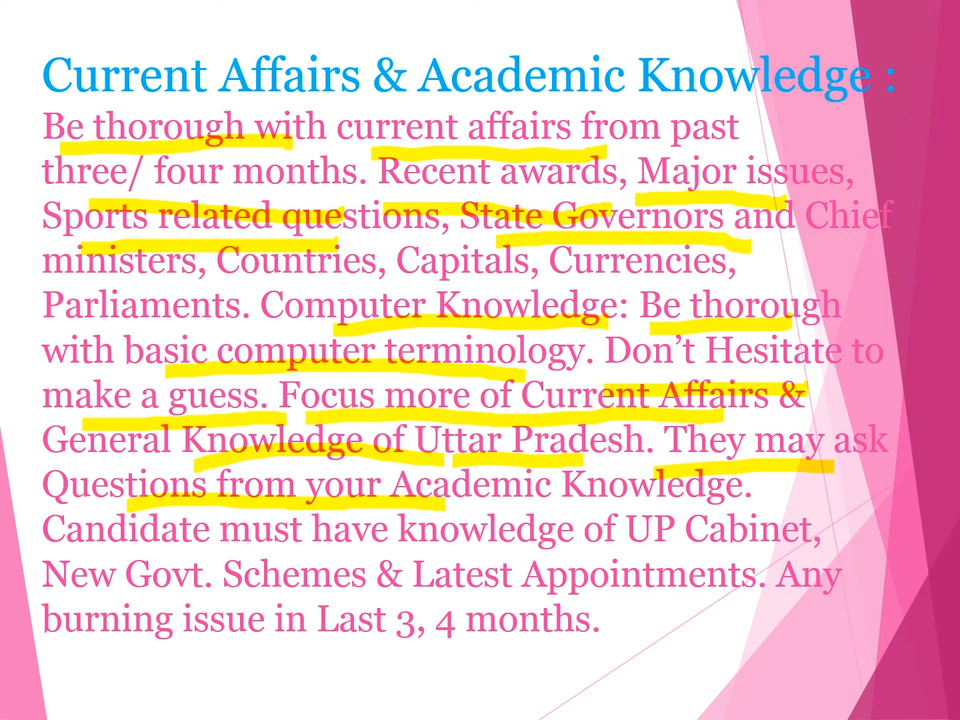 Current Affairs & Academic Knowledge :
Be thorough with current affairs from past
three/ four months. Recent awards, Major issues,
Sports related questions, State Governors and Chief
ministers, Countries, Capitals, Currencies,
Parliaments. Computer Knowledge: Be thorough
with basic computer terminology. Don’t Hesitate to
make a guess. Focus more of Current Affairs &
General Knowledge of Uttar Pradesh. They may ask
Questions from your Academic Knowledge.
Candidate must have knowledge of UP Cabinet,
New Govt. Schemes & Latest Appointments. Any
burning issue in Last 3, 4 months.